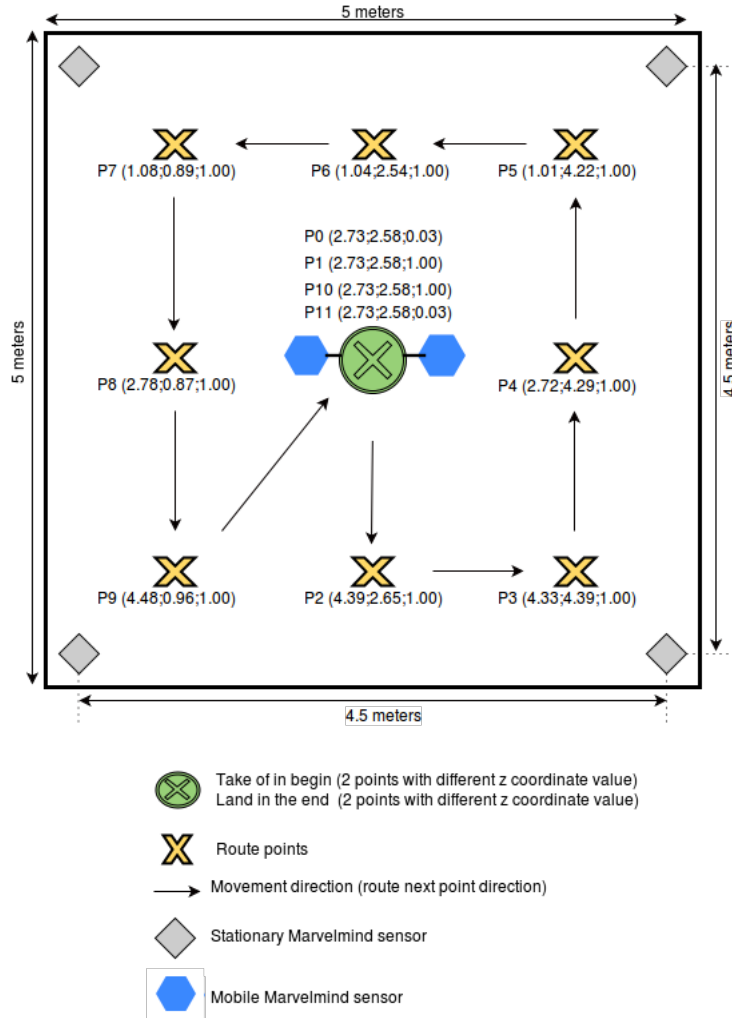 5 meters
P7 (1.08;0.89;1.00)
P6 (1.04;2.54;1.00)
P5 (1.01;4.22;1.00)
P0 (2.73;2.58;0.03)
P1 (2.73;2.58;1.00)
P10 (2.73;2.58;1.00)
P11 (2.73;2.58;0.03)
5 meters
4.5 meters
P8 (2.78;0.87;1.00)
P4 (2.72;4.29;1.00)
P9 (4.48;0.96;1.00)
P2 (4.39;2.65;1.00)
P3 (4.33;4.39;1.00)
4.5 meters
Take of in begin (2 points with different z coordinate value)
Land in the end (2 points with different z coordinate value)
Route points
Movement direction (route next point direction)
Stationary Marvelmind sensor
Mobile Marvelmind sensor